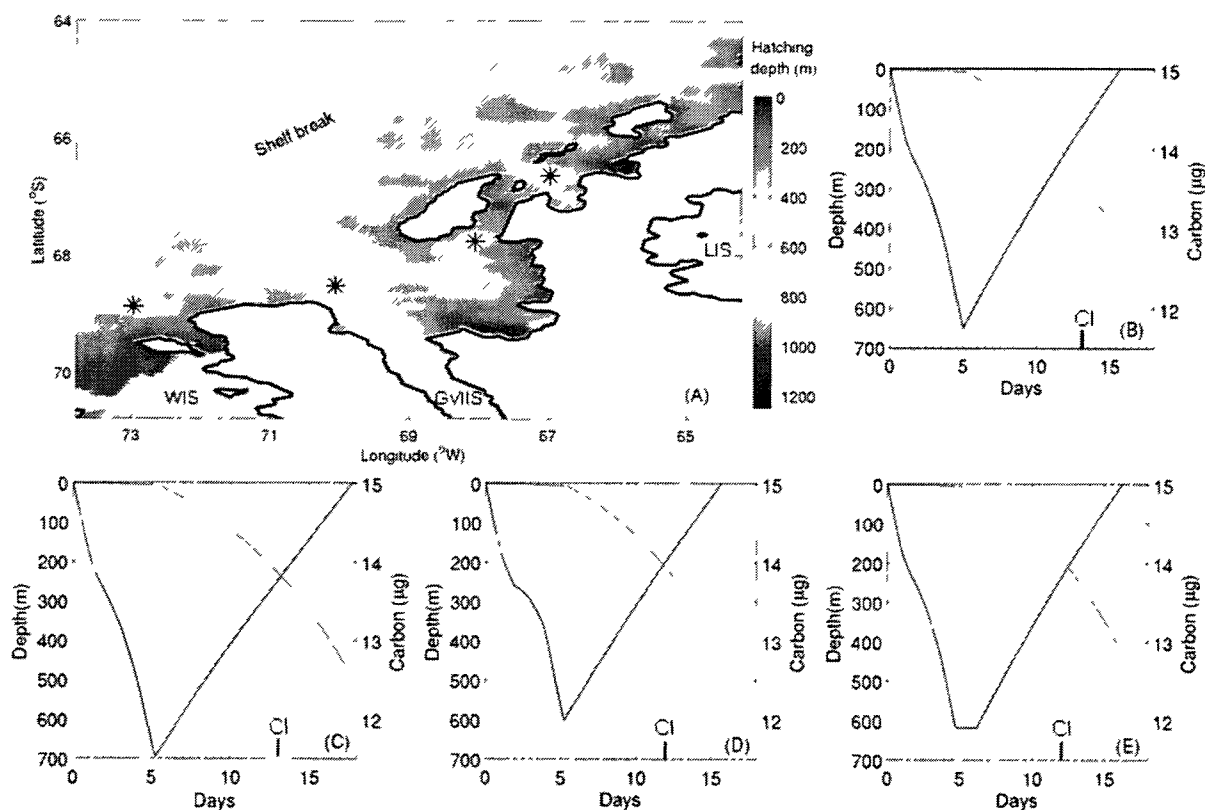 64
66
68
70
Latitude (°S)
Shelf break
LIS
WIS
GVIIS
(A)
73
71
69
67
65
Longitude (°W)
Hatching
depth (m)
0
200
400
600
800
1000
1200
0
100
200
300
400
500
600
700
Depth(m)
15
14
13
12
Carbon (µg)
CI
(B)
0
5
10
15
Days
0
100
200
300
400
500
600
700
Depth(m)
15
14
13
12
Carbon (µg)
CI
(C)
0
5
10
15
Days
0
100
200
300
400
500
600
700
Depth(m)
15
14
13
12
Carbon (µg)
CI
(D)
0
5
10
15
Days
0
100
200
300
400
500
600
700
Depth(m)
15
14
13
12
Carbon (µg)
CI
(E)
0
5
10
15
Days